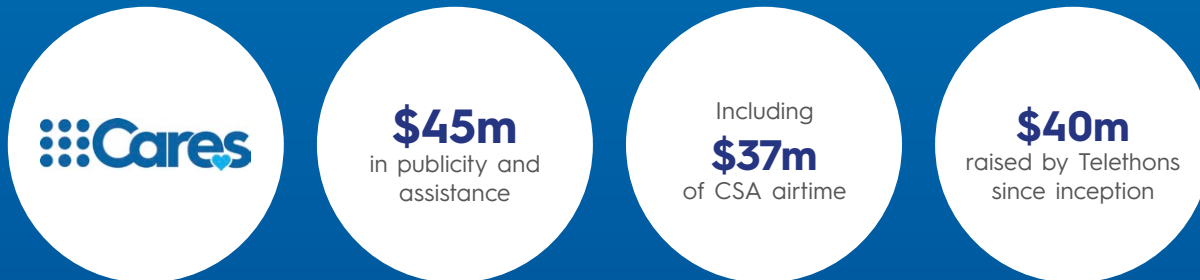 Cares
$45m
in publicity and
assistance
Including
$37m
of CSA airtime
$40m
raised by Telethons
since inception